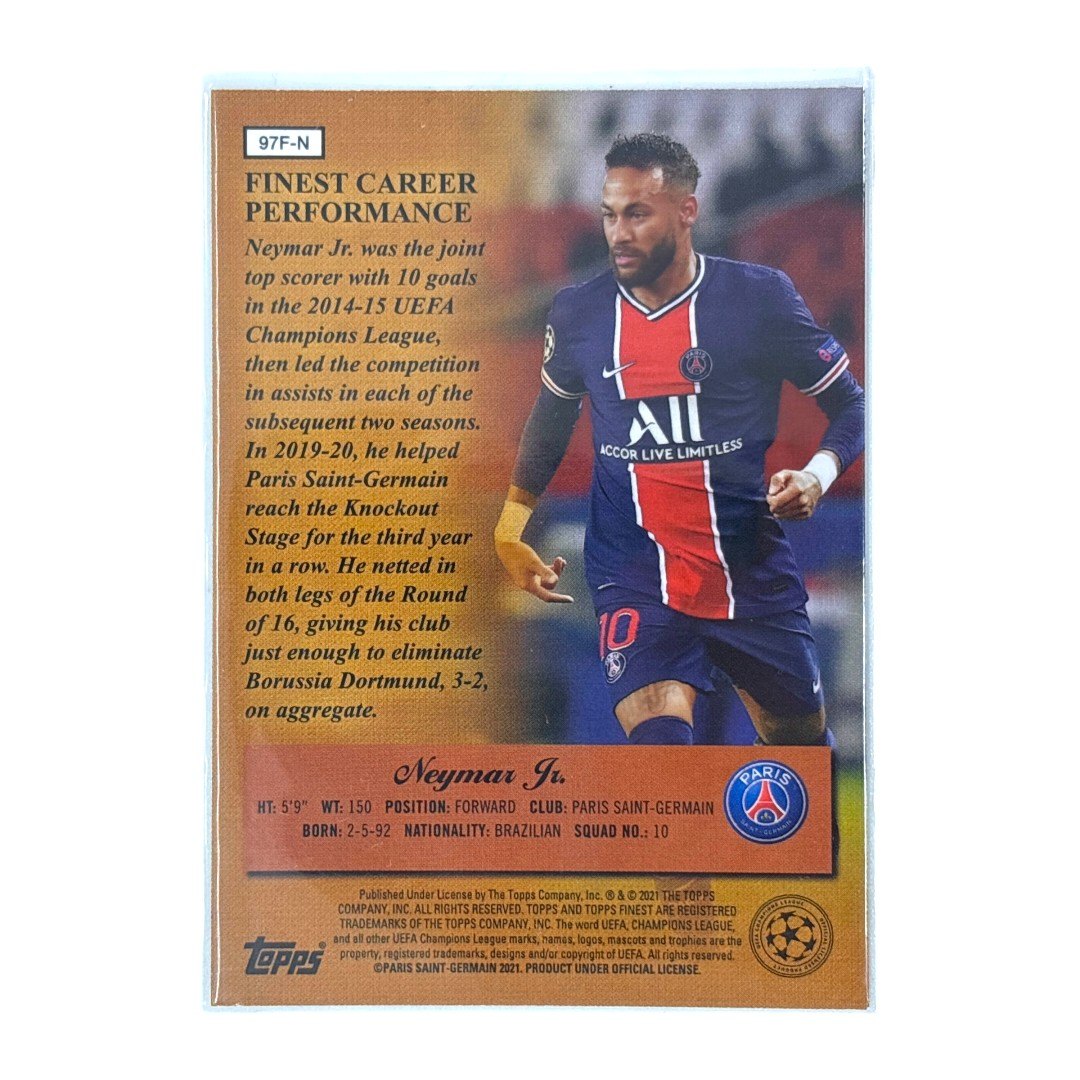 97F-N
FINEST CAREER
PERFORMANCE
Neymar Jr. was the joint
top scorer with 10 goals
in the 2014-15 UEFA
Champions League,
then led the competition
in assists in each of the
subsequent two seasons.
In 2019-20, he helped
Paris Saint-Germain
reach the Knockout
Stage for the third year
in a row. He netted in
both legs of the Round
of 16, giving his club
just enough to eliminate
Borussia Dortmund, 3-2,
on aggregate.
PARIS
ALL
ACCOR LIVE LIMITLESS
10
Neymar Jr.
HT: 5'9" WT: 150 POSITION: FORWARD CLUB: PARIS SAINT-GERMAIN
BORN: 2-5-92 NATIONALITY: BRAZILIAN SQUAD NO.: 10
PARIS
SAINT-GERMAIN
Published Under License by The Topps Company, Inc. ® & © 2021 THE TOPPS
COMPANY, INC. ALL RIGHTS RESERVED. TOPPS AND TOPPS FINEST ARE REGISTERED
TRADEMARKS OF THE TOPPS COMPANY, INC. The word UEFA, CHAMPIONS LEAGUE,
and all other UEFA Champions League marks, names, logos, mascots and trophies are the
property, registered trademarks, designs and/or copyright of UEFA. All rights reserved.
©PARIS SAINT-GERMAIN 2021. PRODUCT UNDER OFFICIAL LICENSE.
Topps®
UEFA CHAMPIONS LEAGUE
OFFICIAL LICENSED PRODUCT